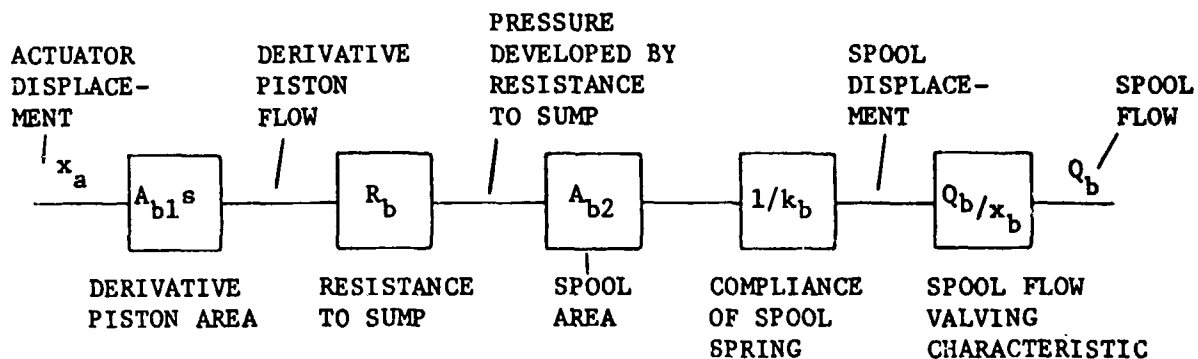 ACTUATOR
DISPLACE-
MENT
DERIVATIVE
PISTON
FLOW
PRESSURE
DEVELOPED BY
RESISTANCE
TO SUMP
SPOOL
DISPLACE-
MENT
SPOOL
FLOW
x_a
A_b1 s
R_b
A_b2
1/k_b
Q_b/x_b
Q_b
DERIVATIVE
PISTON AREA
RESISTANCE
TO SUMP
SPOOL
AREA
COMPLIANCE
OF SPOOL
SPRING
SPOOL FLOW
VALVING
CHARACTERISTIC